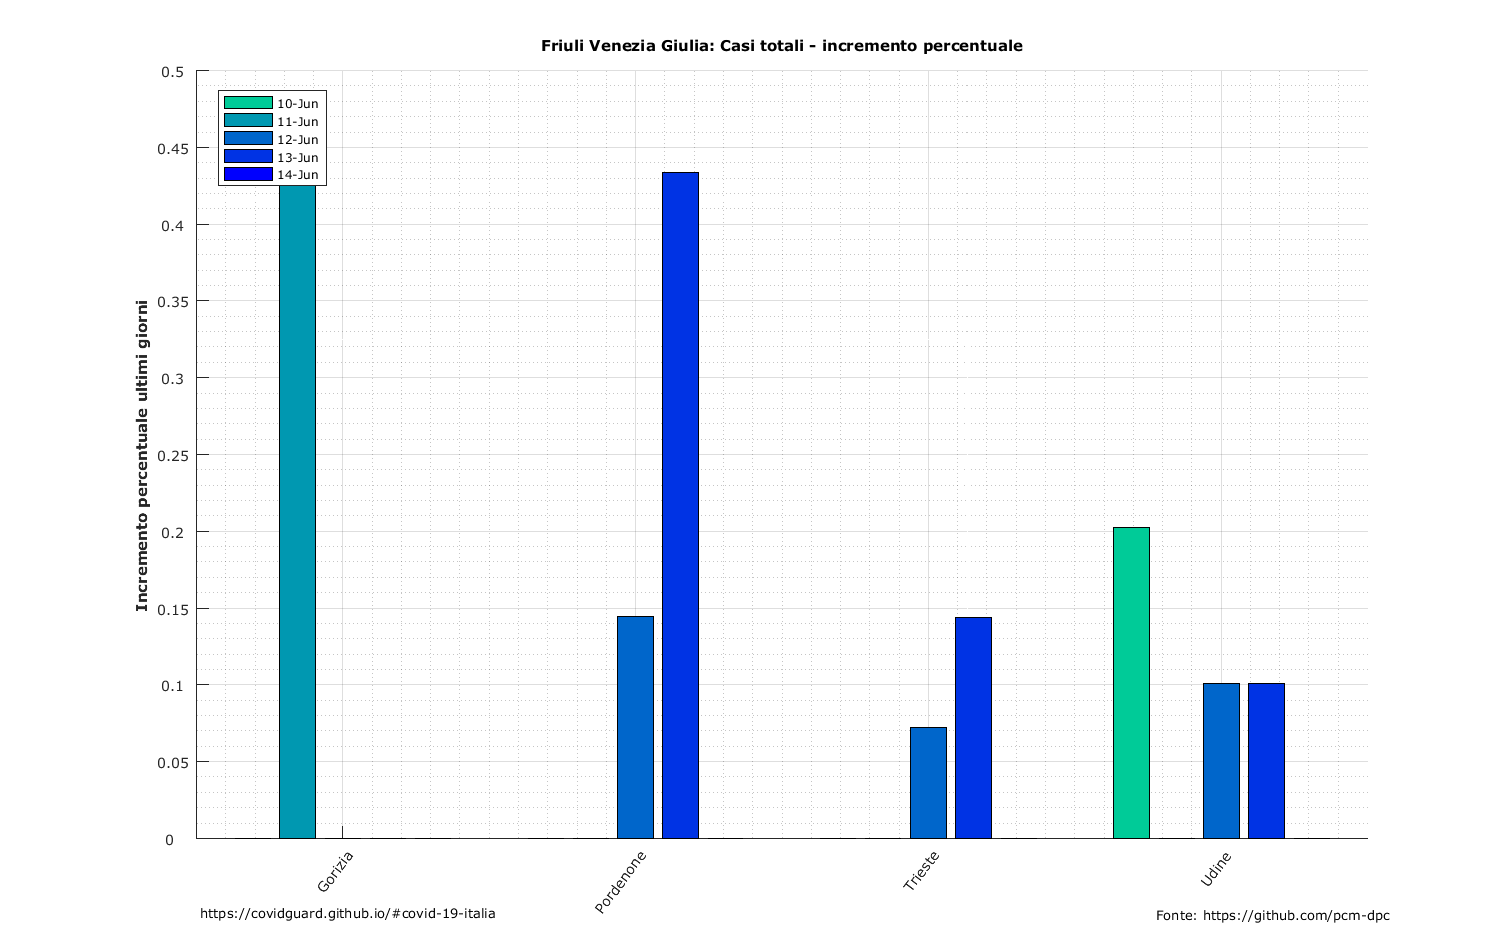 Friuli Venezia Giulia: Casi totali - incremento percentuale
Incremento percentuale ultimi giorni
0.5
0.45
0.4
0.35
0.3
0.25
0.2
0.15
0.1
0.05
0
10-Jun
11-Jun
12-Jun
13-Jun
14-Jun
Gorizia
Pordenone
Trieste
Udine
https://covidguard.github.io/#covid-19-italia
Fonte: https://github.com/pcm-dpc